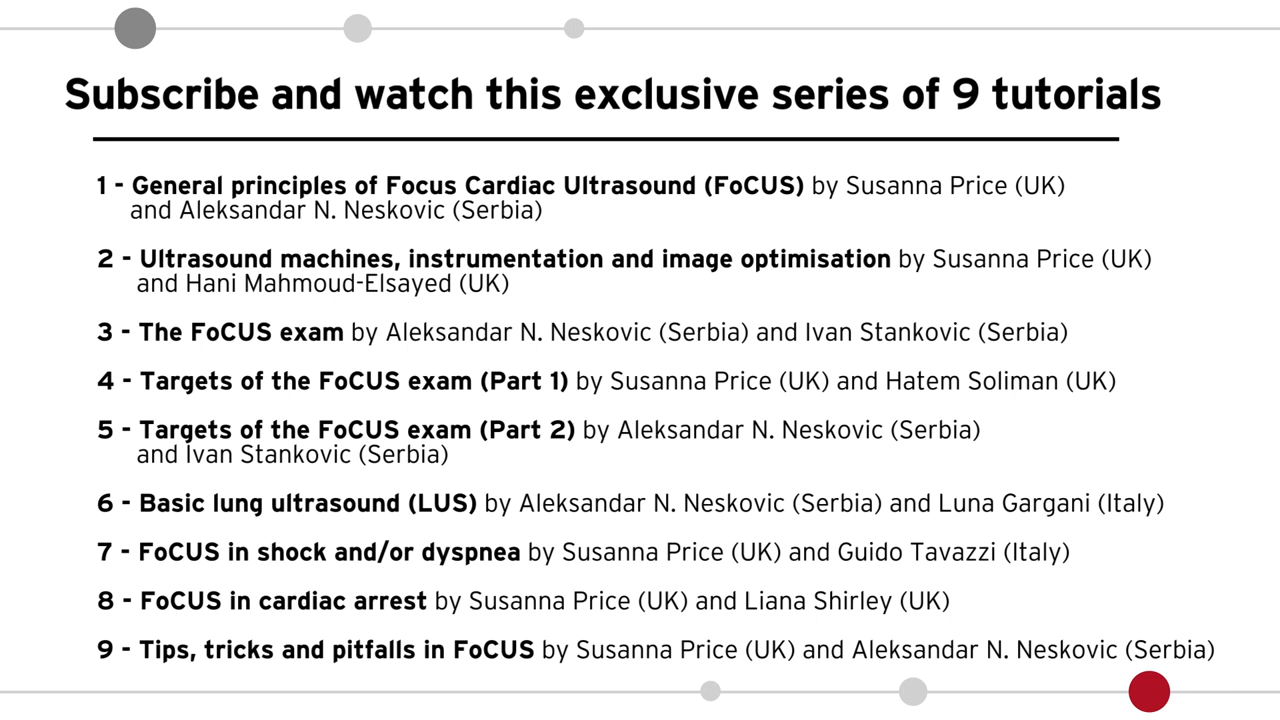 Subscribe and watch this exclusive series of 9 tutorials
1 - General principles of Focus Cardiac Ultrasound (FoCUS) by Susanna Price (UK)
and Aleksandar N. Neskovic (Serbia)
2 - Ultrasound machines, instrumentation and image optimisation by Susanna Price (UK)
and Hani Mahmoud-Elsayed (UK)
3 - The FoCUS exam by Aleksandar N. Neskovic (Serbia) and Ivan Stankovic (Serbia)
4 - Targets of the FoCUS exam (Part 1) by Susanna Price (UK) and Hatem Soliman (UK)
5 - Targets of the FoCUS exam (Part 2) by Aleksandar N. Neskovic (Serbia)
and Ivan Stankovic (Serbia)
6 - Basic lung ultrasound (LUS) by Aleksandar N. Neskovic (Serbia) and Luna Gargani (Italy)
7 - FoCUS in shock and/or dyspnea by Susanna Price (UK) and Guido Tavazzi (Italy)
8 - FoCUS in cardiac arrest by Susanna Price (UK) and Liana Shirley (UK)
9 - Tips, tricks and pitfalls in FoCUS by Susanna Price (UK) and Aleksandar N. Neskovic (Serbia)